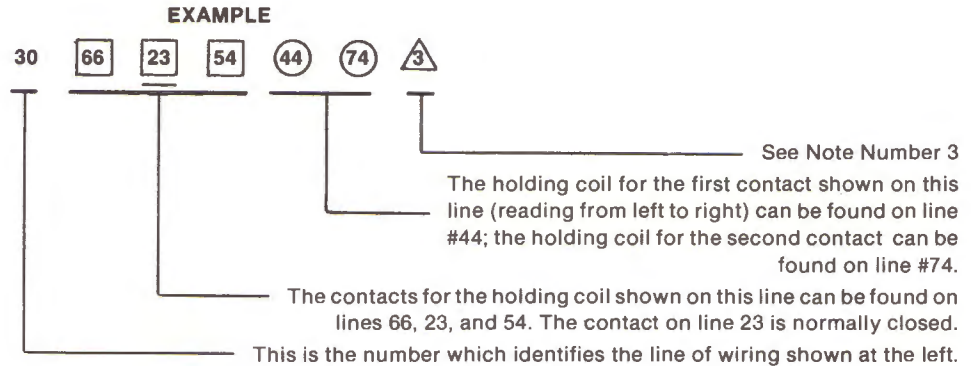 EXAMPLE
30 66 23 54 44 74 3
See Note Number 3
The holding coil for the first contact shown on this
line (reading from left to right) can be found on line
#44; the holding coil for the second contact can be
found on line #74.
The contacts for the holding coil shown on this line can be found on
lines 66, 23, and 54. The contact on line 23 is normally closed.
This is the number which identifies the line of wiring shown at the left.